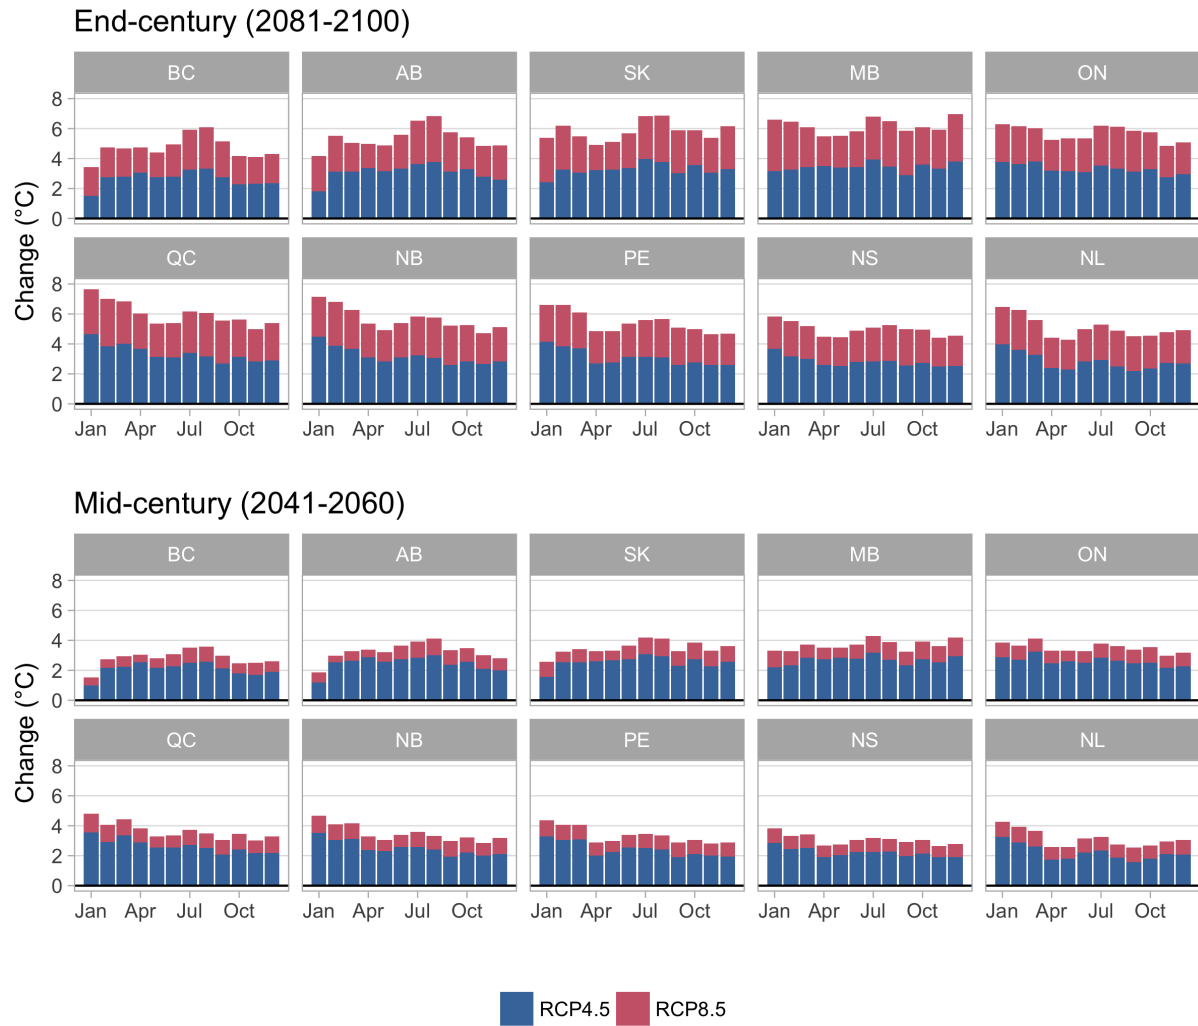 End-century (2081-2100)
BC AB SK MB ON
8
6
4
2
0
QC NB PE NS NL
8
6
4
2
0
Change (°C)
Jan Apr Jul Oct Jan Apr Jul Oct Jan Apr Jul Oct Jan Apr Jul Oct Jan Apr Jul Oct
Mid-century (2041-2060)
BC AB SK MB ON
8
6
4
2
0
QC NB PE NS NL
8
6
4
2
0
Change (°C)
Jan Apr Jul Oct Jan Apr Jul Oct Jan Apr Jul Oct Jan Apr Jul Oct Jan Apr Jul Oct
RCP4.5 RCP8.5